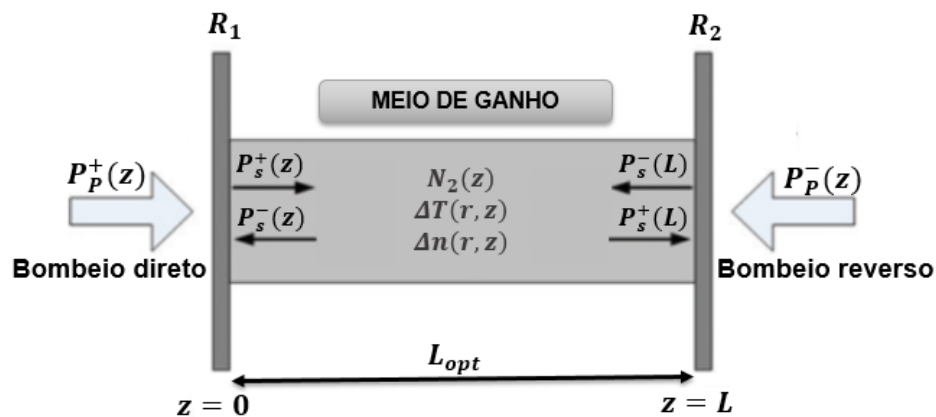 R₁ R₂
MEIO DE GANHO
P_P^+(z) P_s^+(z) N₂(z) P_s^-(L) P_P^-(z)
P_s^-(z) ΔT(r, z) P_s^+(L)
Δn(r, z)
Bombeio direto Bombeio reverso
L_opt
z = 0 z = L